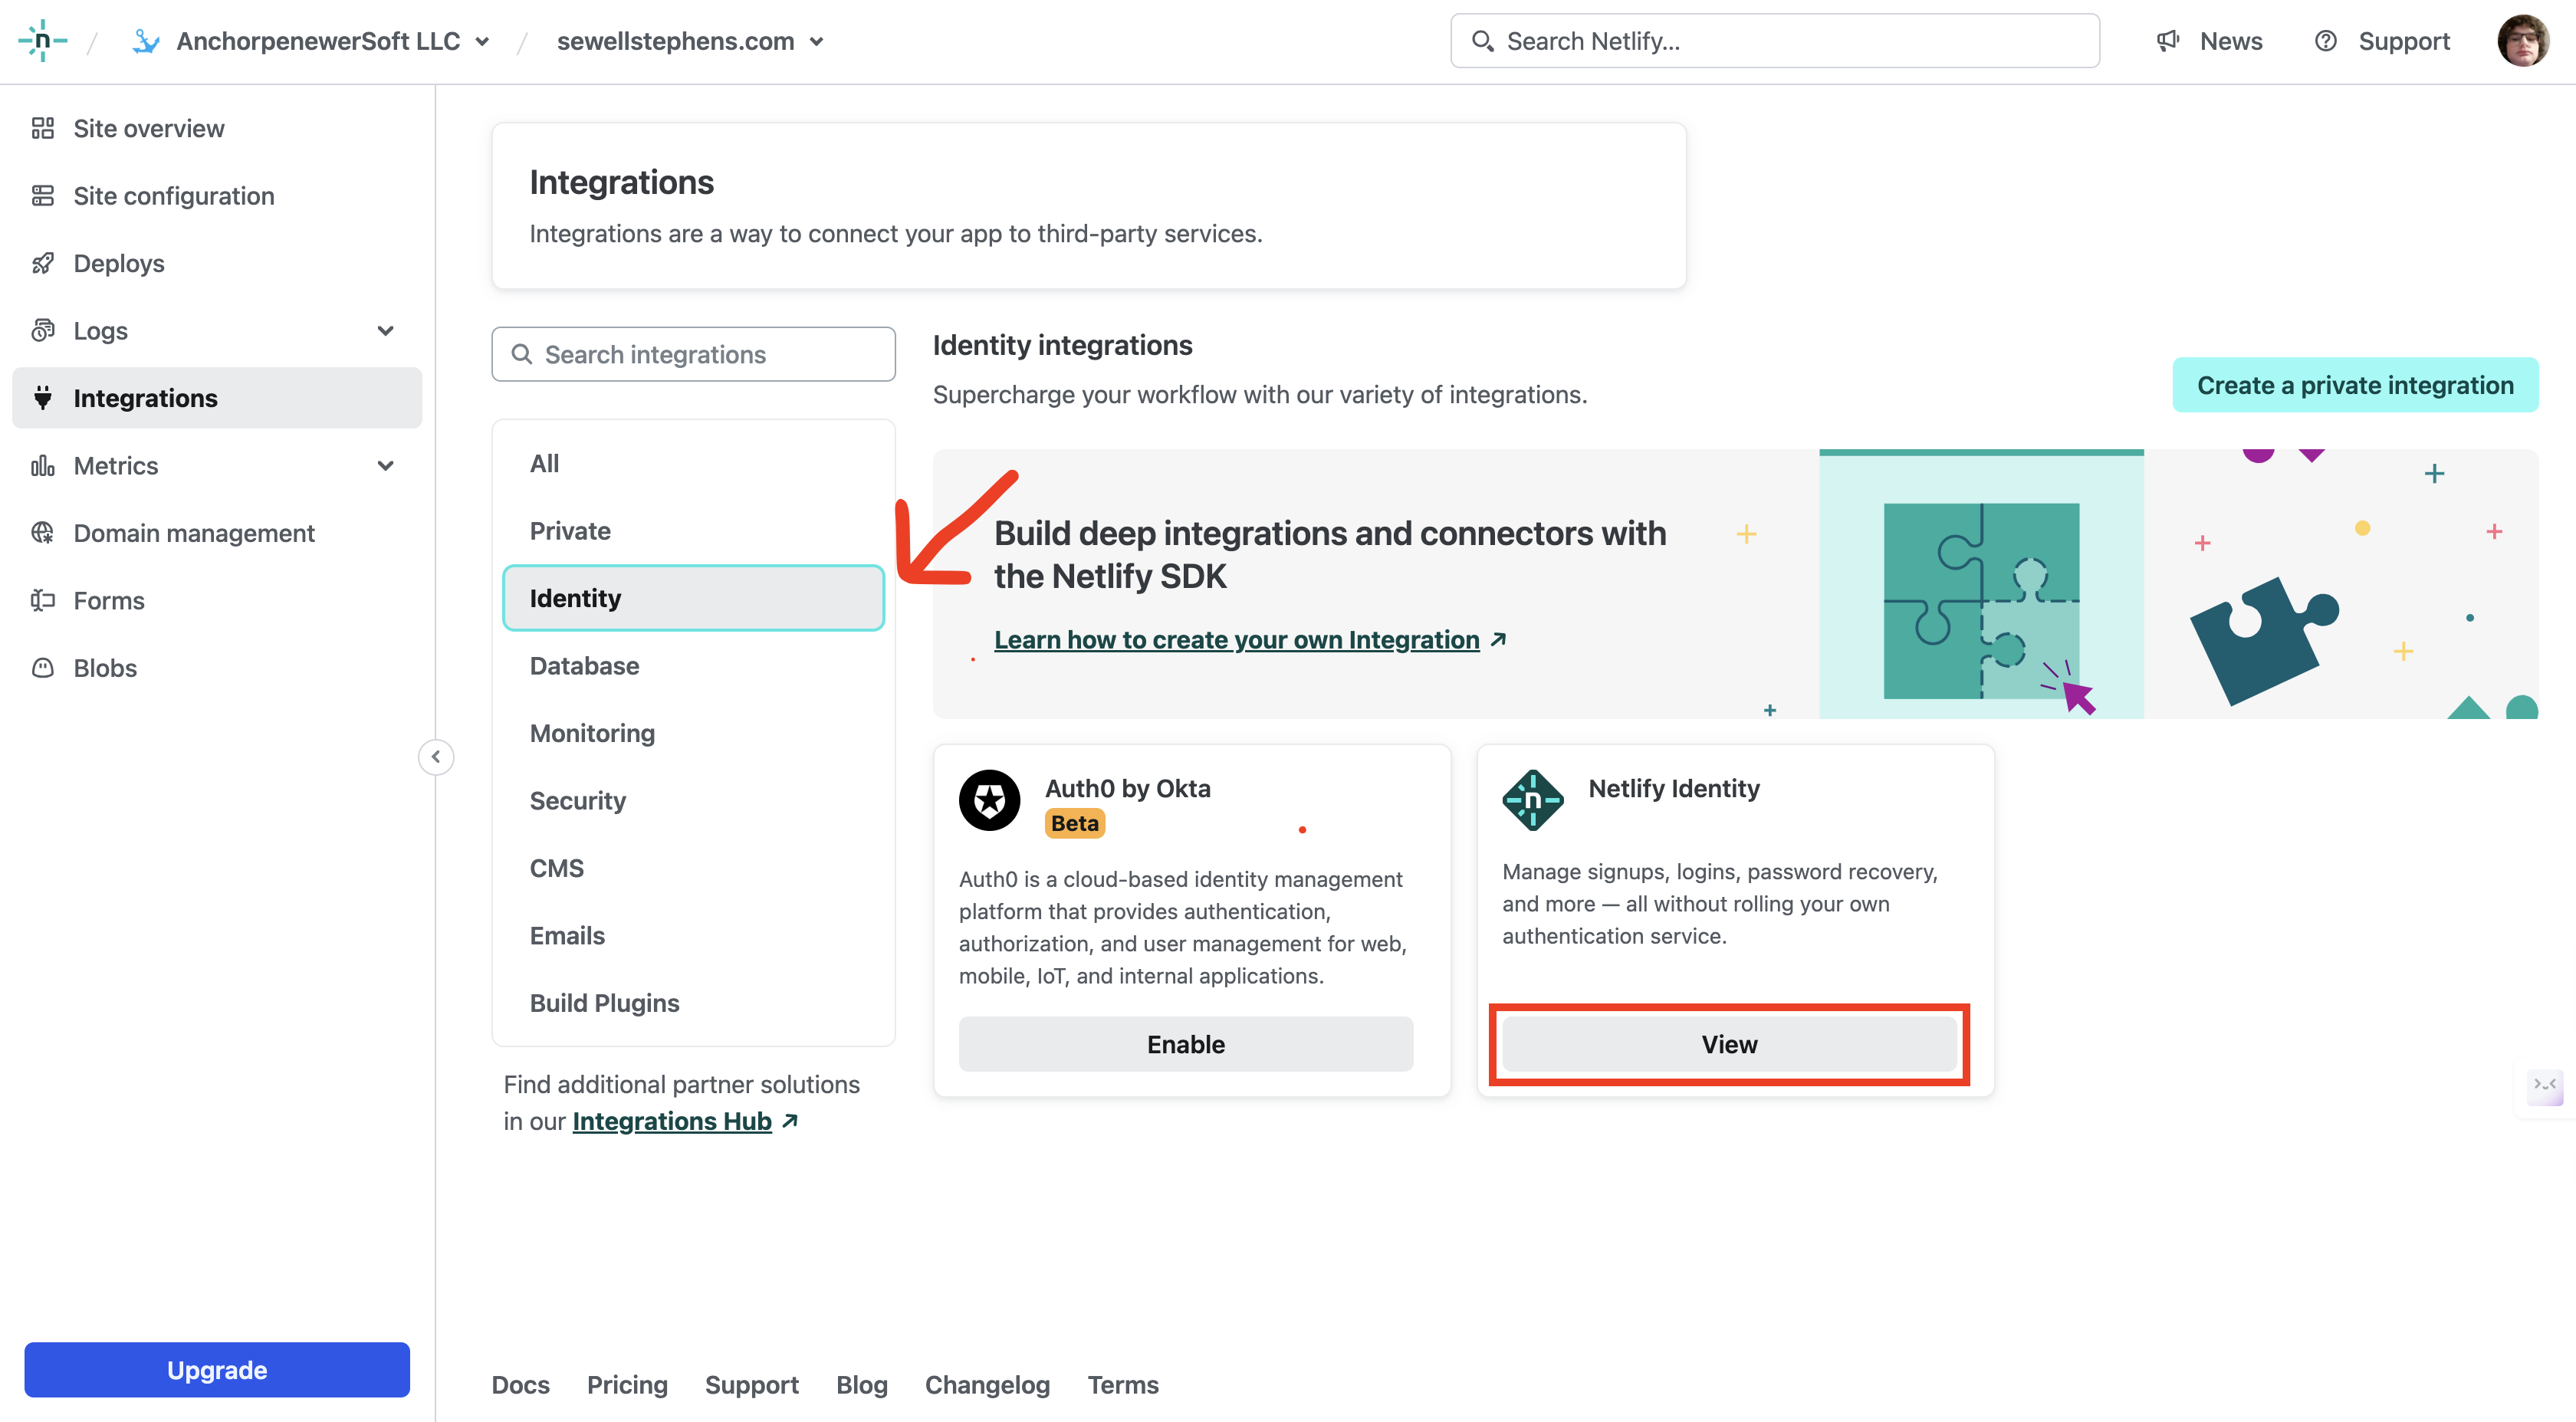 n / AnchorpenewerSoft LLC / sewellstephens.com
Search Netlify...
News
Support
Site overview
Site configuration
Deploys
Logs
Integrations
Metrics
Domain management
Forms
Blobs
Upgrade
Integrations
Integrations are a way to connect your app to third-party services.
Search integrations
All
Private
Identity
Database
Monitoring
Security
CMS
Emails
Build Plugins
Find additional partner solutions
in our Integrations Hub
Identity integrations
Supercharge your workflow with our variety of integrations.
Create a private integration
Build deep integrations and connectors with
the Netlify SDK
Learn how to create your own Integration
Auth0 by Okta
Beta
Auth0 is a cloud-based identity management
platform that provides authentication,
authorization, and user management for web,
mobile, IoT, and internal applications.
Enable
n
Netlify Identity
Manage signups, logins, password recovery,
and more — all without rolling your own
authentication service.
View
Docs
Pricing
Support
Blog
Changelog
Terms